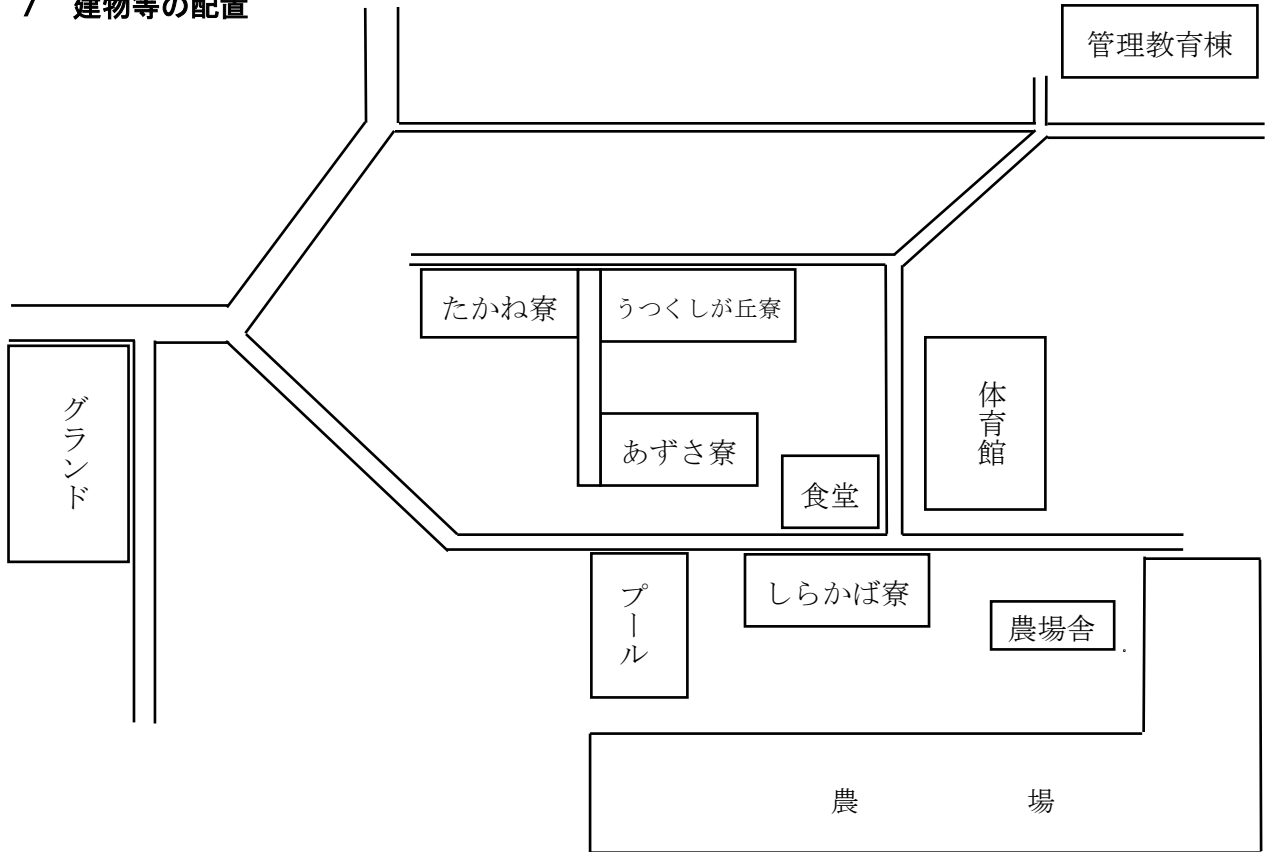 7 建物等の配置
管理教育棟
たかね寮
うつくしが丘寮
グランド
体育館
あずさ寮
食堂
プール
しらかば寮
農場舎
農場